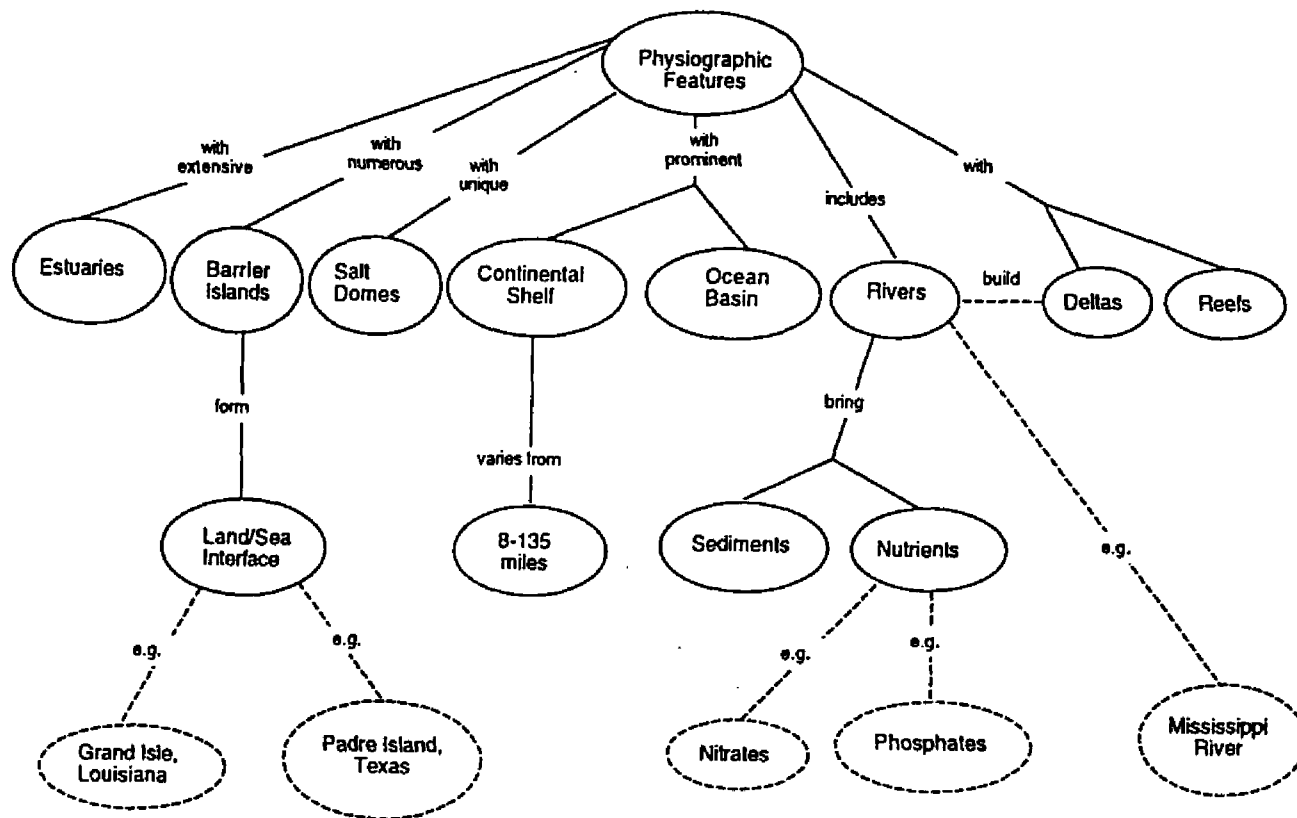 Physiographic
Features
with
extensive
with
numerous
with
unique
with
prominent
includes
with
Estuaries
Barrier
Islands
Salt
Domes
Continental
Shelf
Ocean
Basin
Rivers
build
Deltas
Reefs
form
varies from
bring
Land/Sea
Interface
8-135
miles
Sediments
Nutrients
e.g.
e.g.
e.g.
e.g.
e.g.
Grand Isle,
Louisiana
Padre Island,
Texas
Nitrates
Phosphates
Mississippi
River